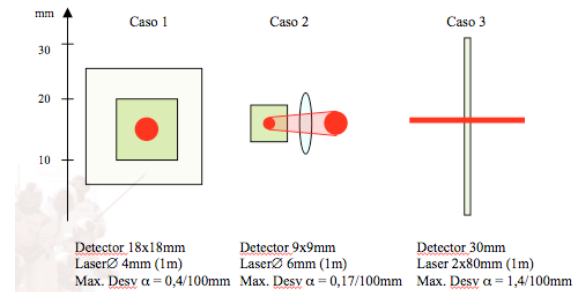 mm
Caso 1
Caso 2
Caso 3
30
20
10
Detector 18x18mm
Laser∅ 4mm (1m)
Max. Desv α = 0,4/100mm
Detector 9x9mm
Laser∅ 6mm (1m)
Max. Desv α = 0,17/100mm
Detector 30mm
Laser 2x80mm (1m)
Max. Desv α = 1,4/100mm